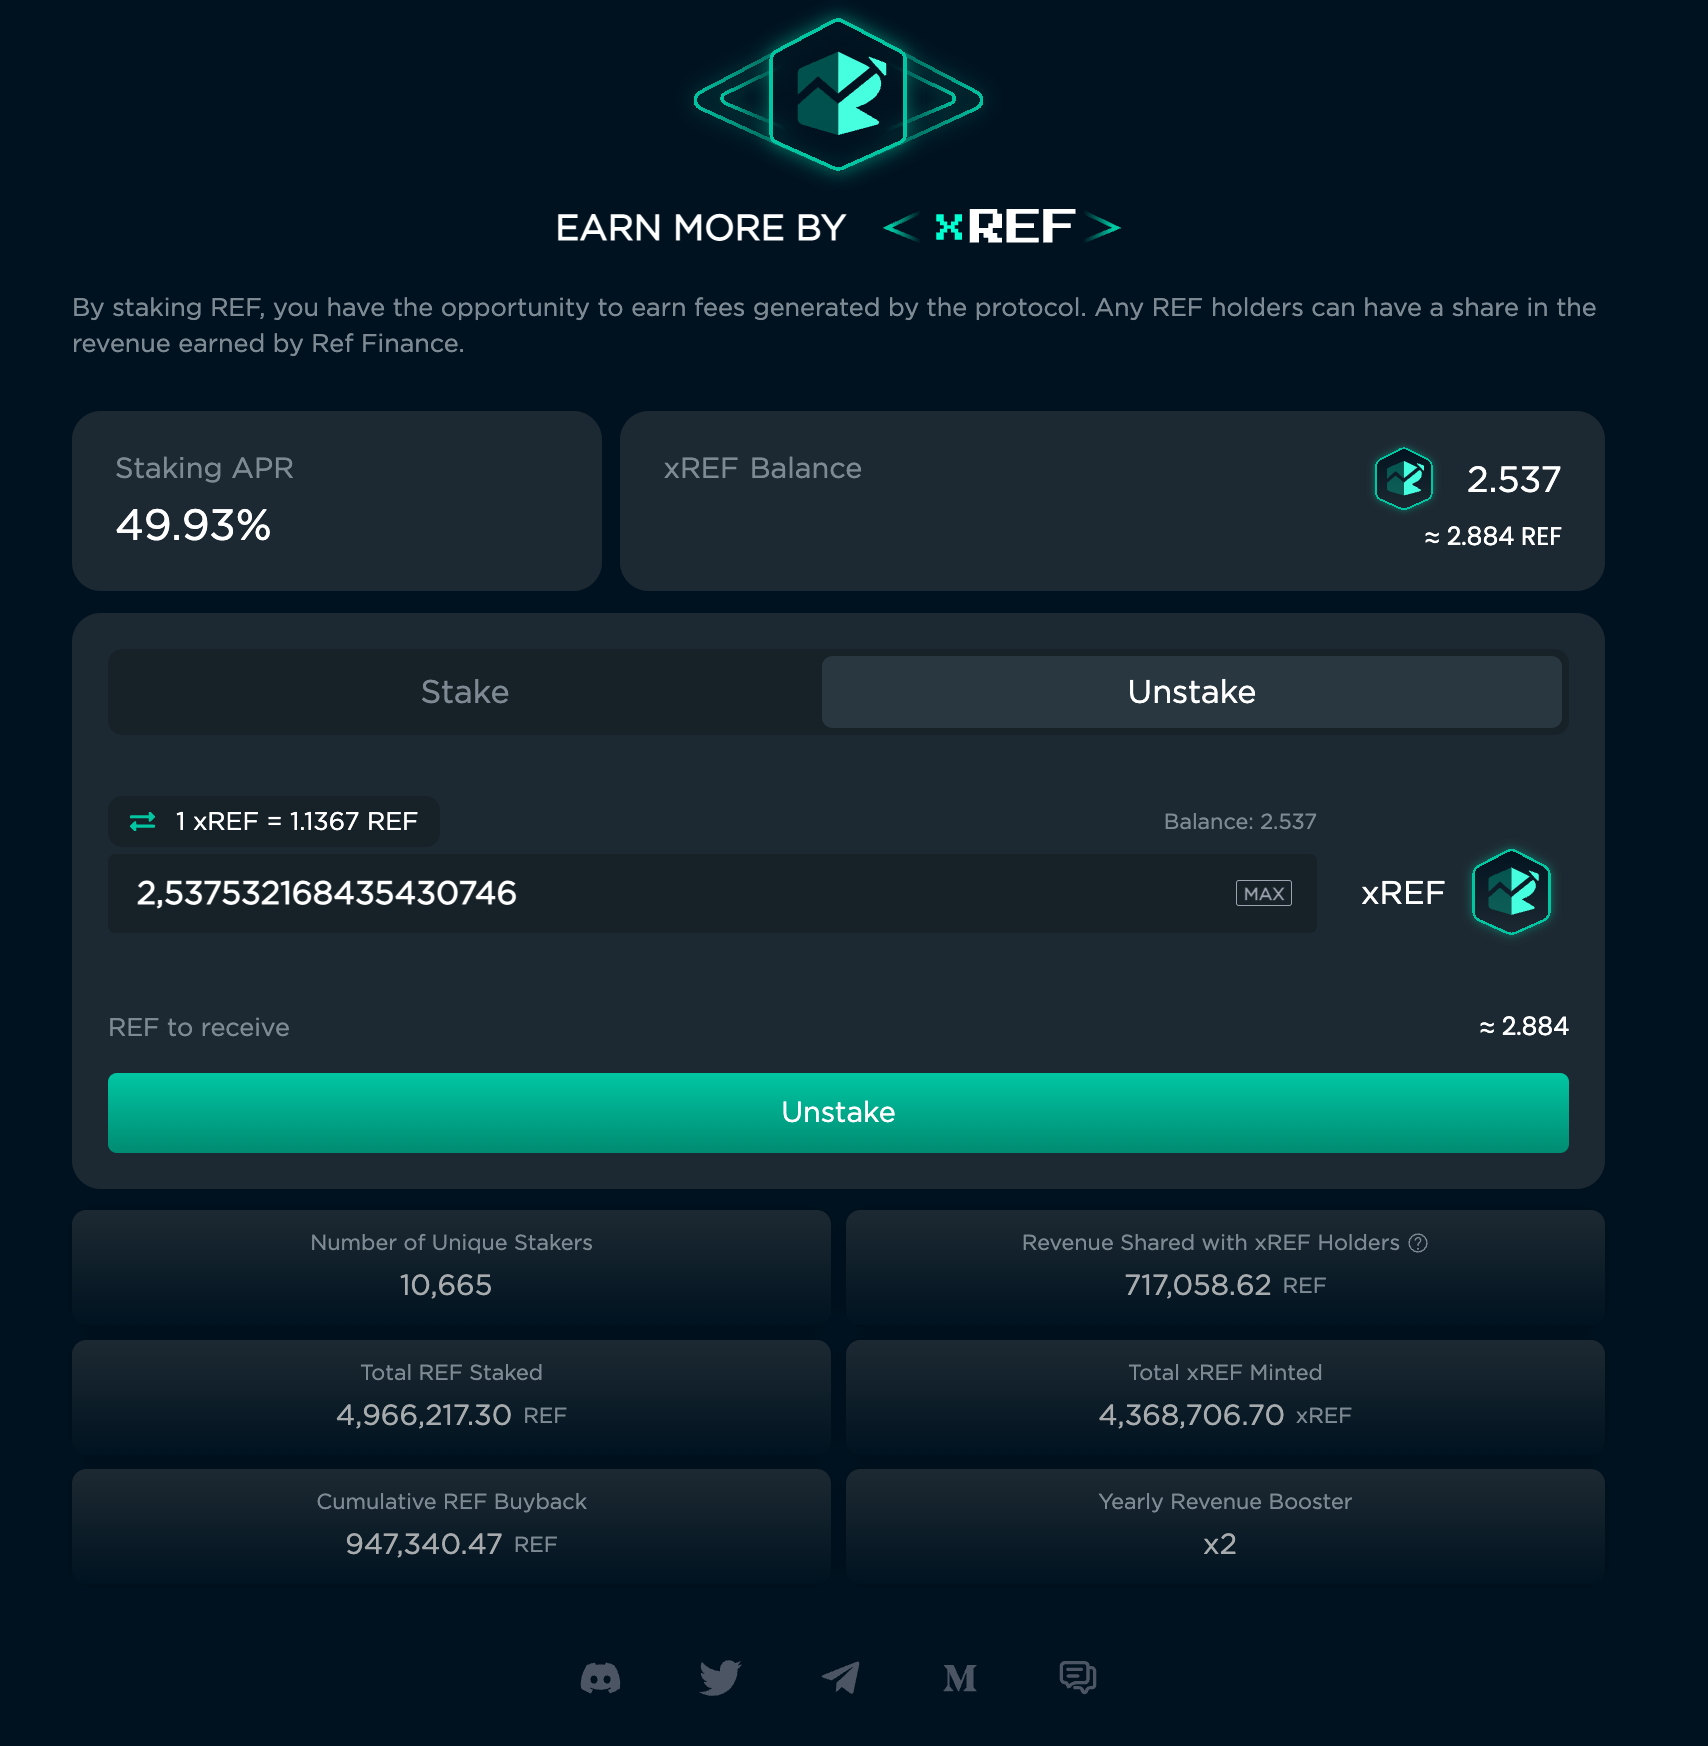 EARN MORE BY < xREF >
By staking REF, you have the opportunity to earn fees generated by the protocol. Any REF holders can have a share in the
revenue earned by Ref Finance.
Staking APR
49.93%
xREF Balance
2.537
≈ 2.884 REF
Stake
Unstake
1 xREF = 1.1367 REF
Balance: 2.537
2,537532168435430746
MAX
xREF
REF to receive
≈ 2.884
Unstake
Number of Unique Stakers
10,665
Revenue Shared with xREF Holders ?
717,058.62 REF
Total REF Staked
4,966,217.30 REF
Total xREF Minted
4,368,706.70 xREF
Cumulative REF Buyback
947,340.47 REF
Yearly Revenue Booster
x2
M